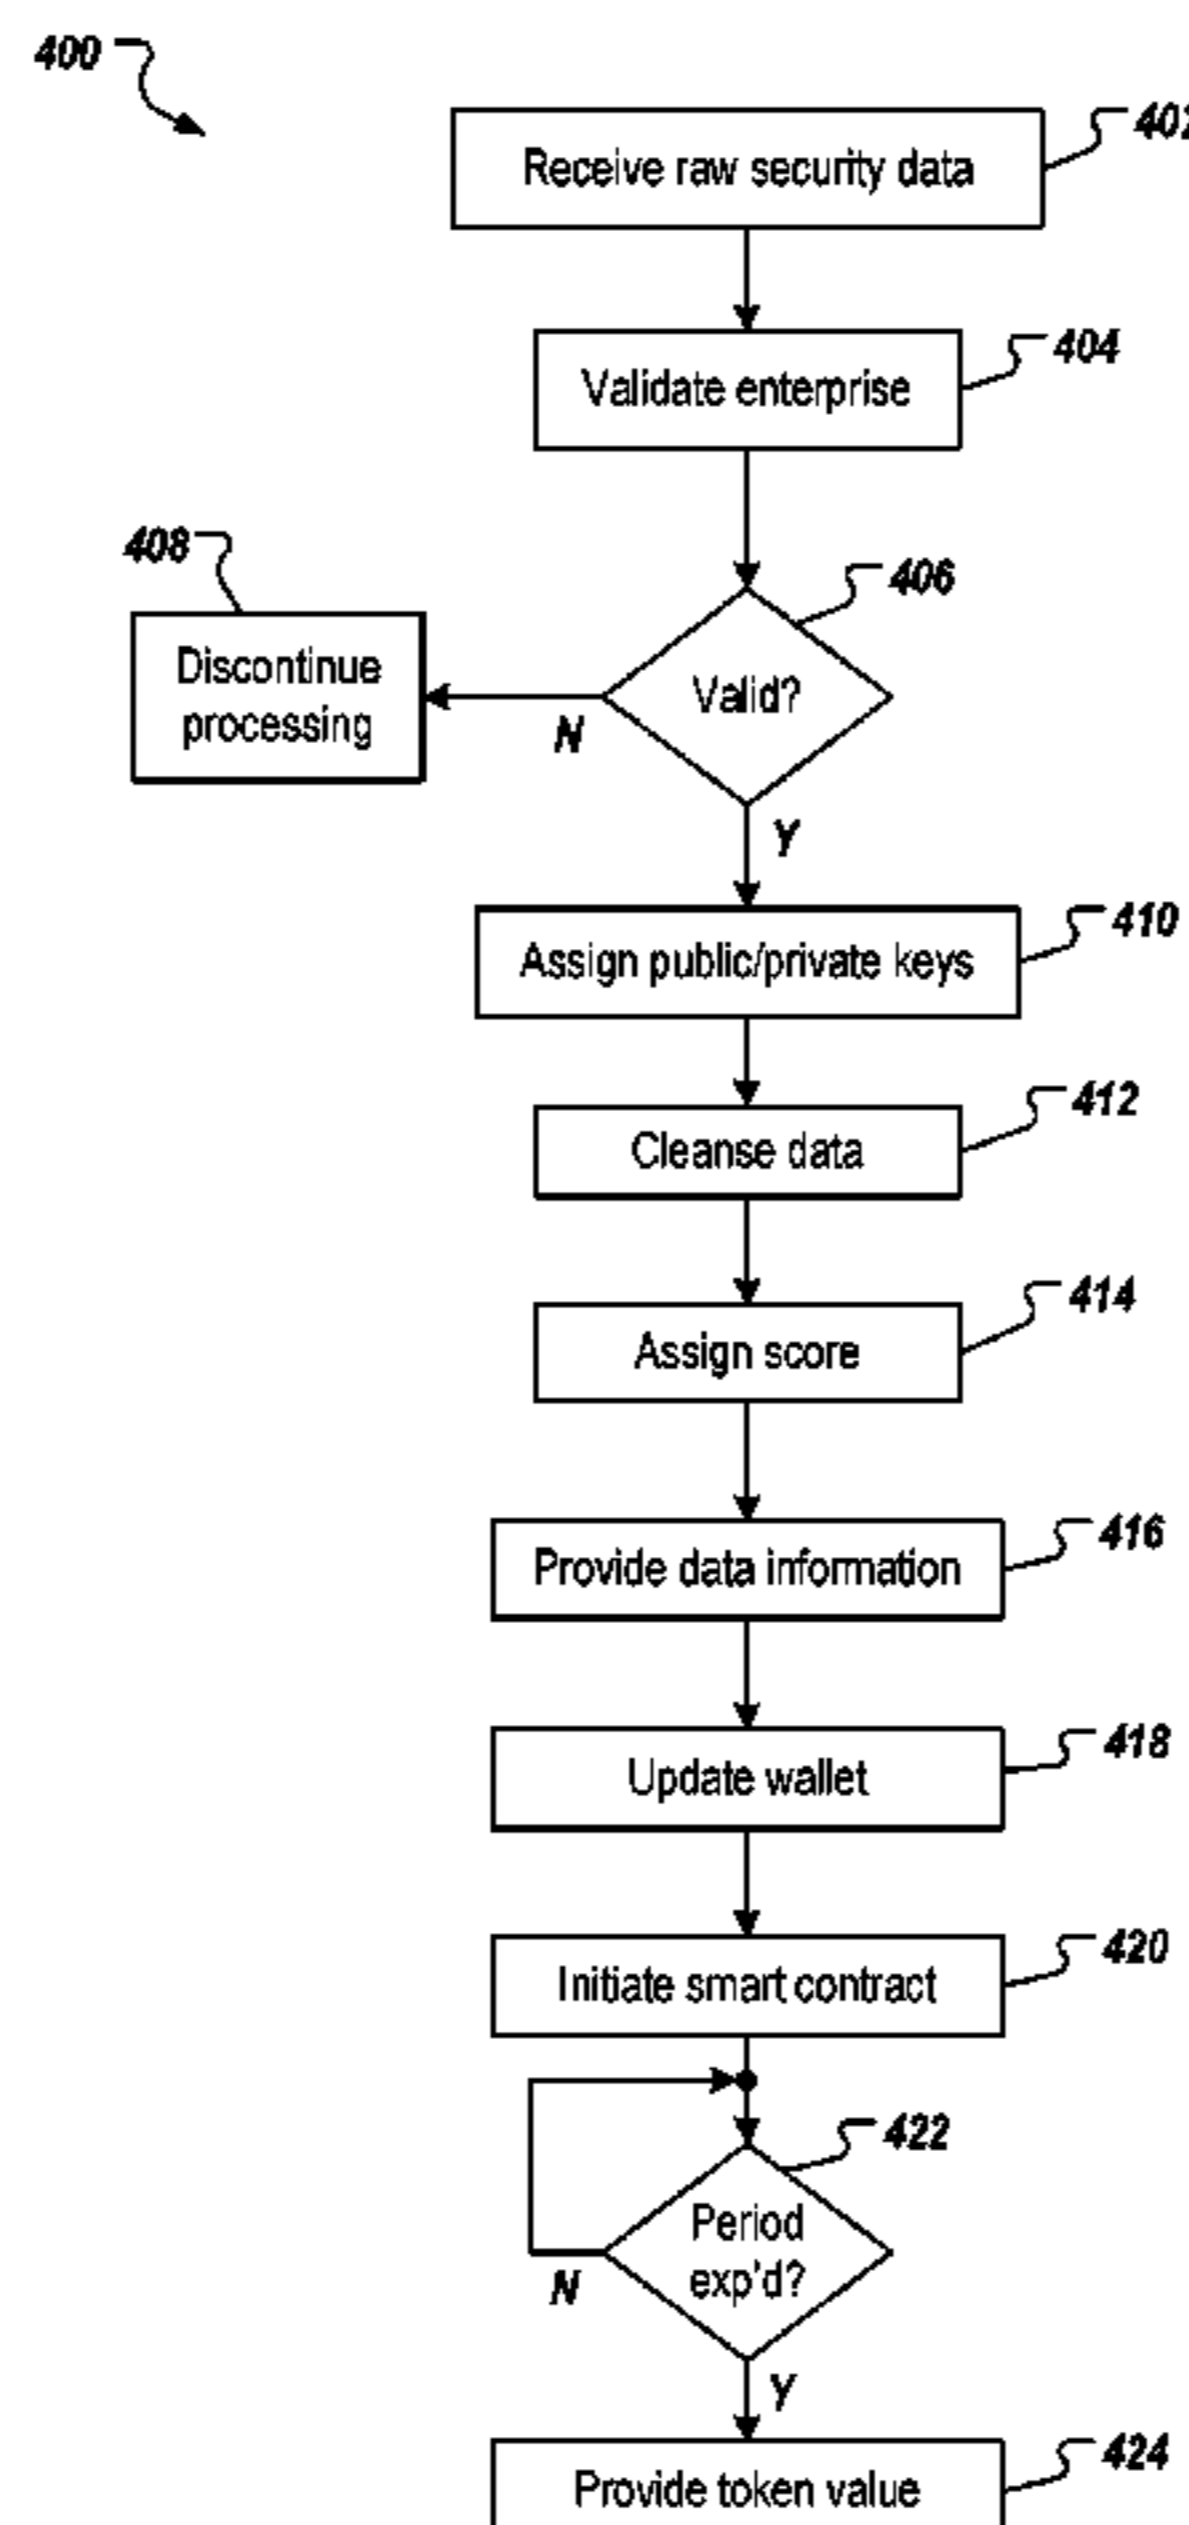 400
Receive raw security data
402
Validate enterprise
404
408
406
Discontinue
processing
Valid?
N
Y
Assign public/private keys
410
Cleanse data
412
Assign score
414
Provide data information
416
Update wallet
418
Initiate smart contract
420
422
Period
exp'd?
N
Y
Provide token value
424